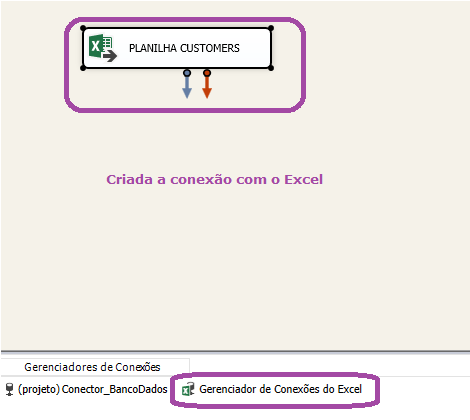 PLANILHA CUSTOMERS
Criada a conexão com o Excel
Gerenciadores de Conexões
(projeto) Conector_BancoDados Gerenciador de Conexões do Excel